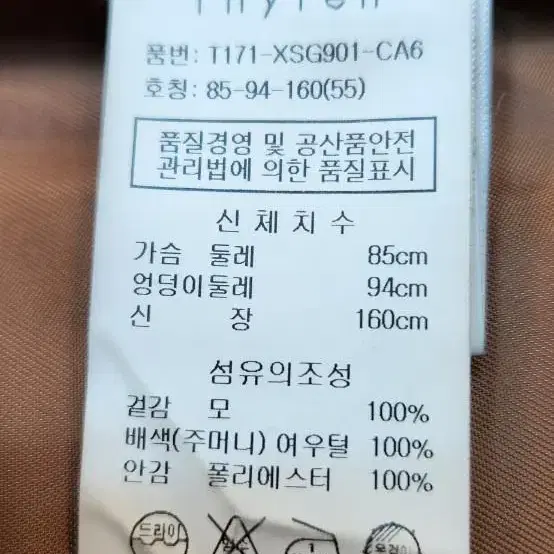 품번: T171-XSG901-CA6
호칭: 85-94-160(55)
품질경영 및 공산품안전
관리법에 의한 품질표시
신 체 치 수
가슴 둘레 85cm
엉덩이둘레 94cm
신 장 160cm
섬유의조성
겉감 모 100%
배색(주머니) 여우털 100%
안감 폴리에스터 100%
드라이